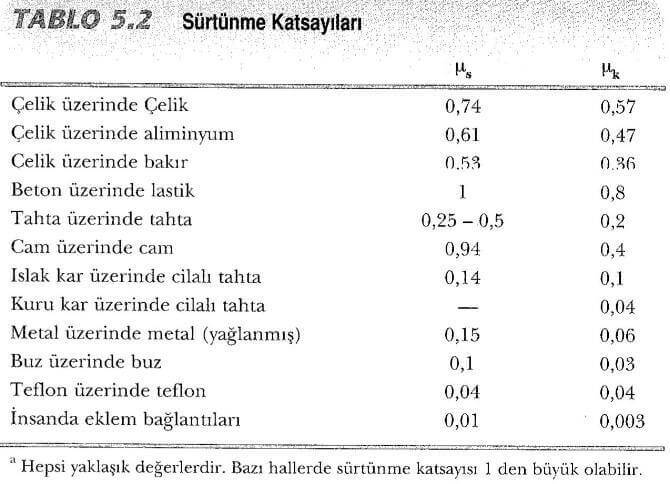 TABLO 5.2 Sürtünme Katsayıları
μs μk
Çelik üzerinde Çelik 0,74 0,57
Çelik üzerinde aliminyum 0,61 0,47
Çelik üzerinde bakır 0,53 0,36
Beton üzerinde lastik 1 0,8
Tahta üzerinde tahta 0,25 – 0,5 0,2
Cam üzerinde cam 0,94 0,4
Islak kar üzerinde cilalı tahta 0,14 0,1
Kuru kar üzerinde cilalı tahta — 0,04
Metal üzerinde metal (yağlanmış) 0,15 0,06
Buz üzerinde buz 0,1 0,03
Teflon üzerinde teflon 0,04 0,04
İnsanda eklem bağlantıları 0,01 0,003
a Hepsi yaklaşık değerlerdir. Bazı hallerde sürtünme katsayısı 1 den büyük olabilir.